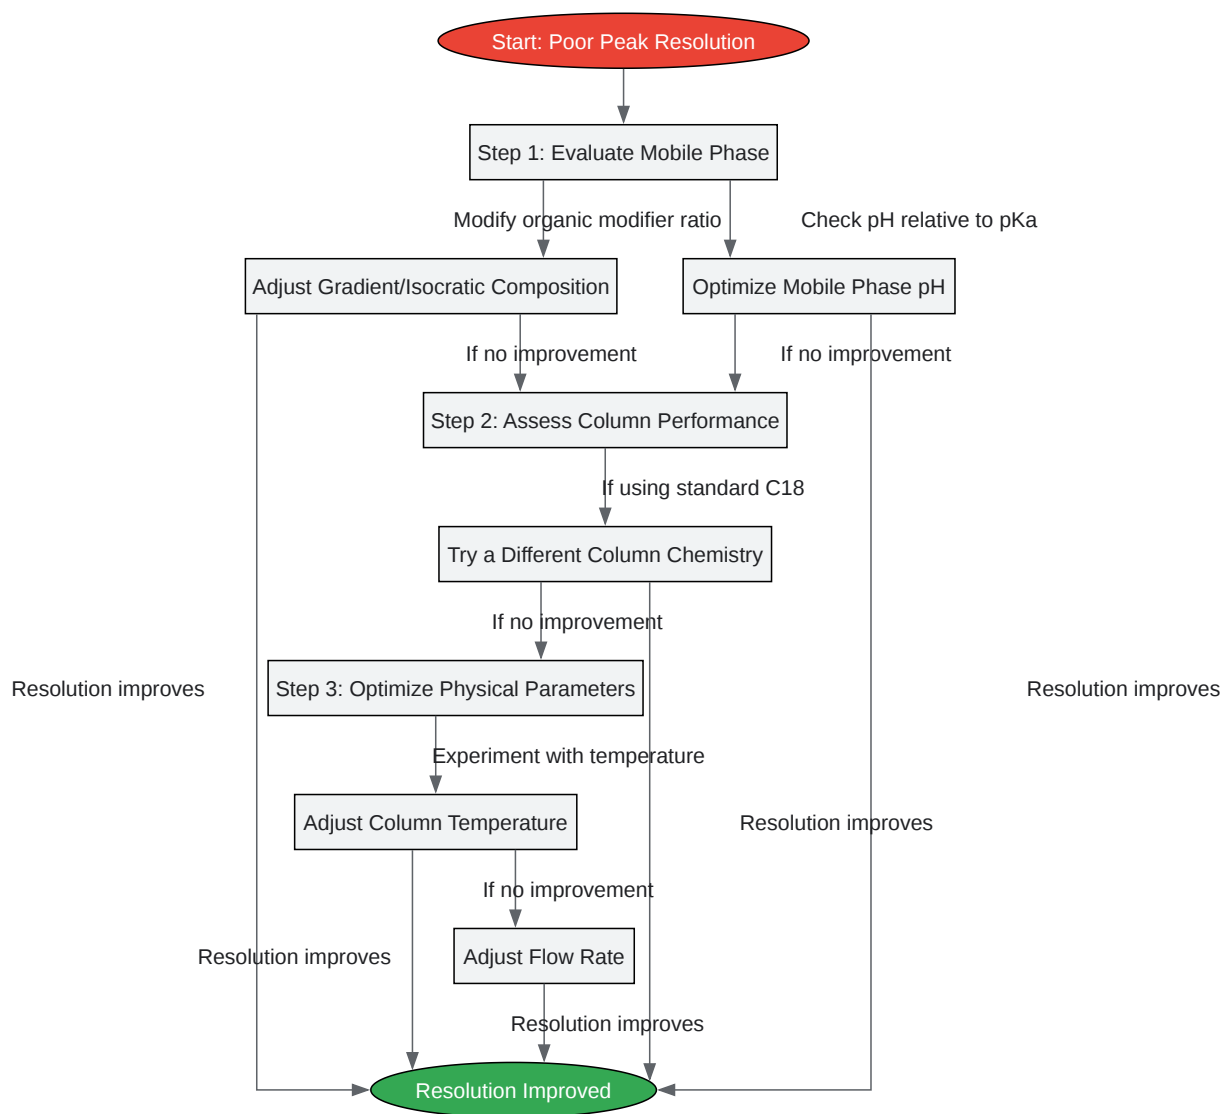 Start: Poor Peak Resolution
Step 1: Evaluate Mobile Phase
Modify organic modifier ratio
Check pH relative to pKa
Adjust Gradient/Isocratic Composition
Optimize Mobile Phase pH
If no improvement
If no improvement
Step 2: Assess Column Performance
If using standard C18
Try a Different Column Chemistry
If no improvement
Step 3: Optimize Physical Parameters
Resolution improves
Resolution improves
Experiment with temperature
Adjust Column Temperature
Resolution improves
If no improvement
Adjust Flow Rate
Resolution improves
Resolution improves
Resolution Improved